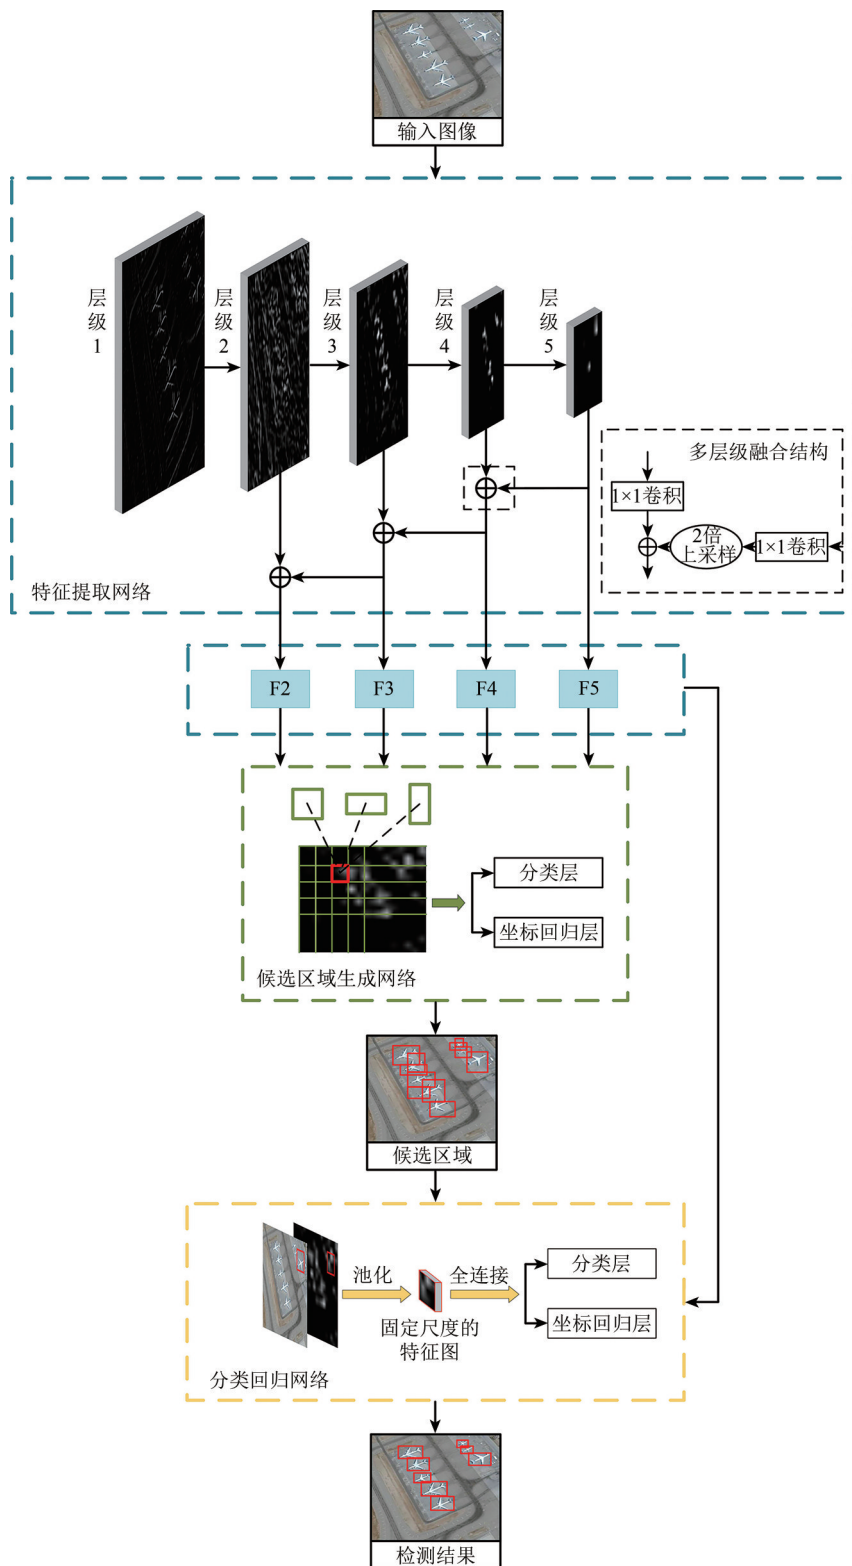 输入图像
层级1
层级2
层级3
层级4
层级5
多层级融合结构
1×1卷积
2倍
上采样
1×1卷积
特征提取网络
F2
F3
F4
F5
分类层
坐标回归层
候选区域生成网络
候选区域
池化
全连接
分类层
固定尺度的
特征图
坐标回归层
分类回归网络
检测结果